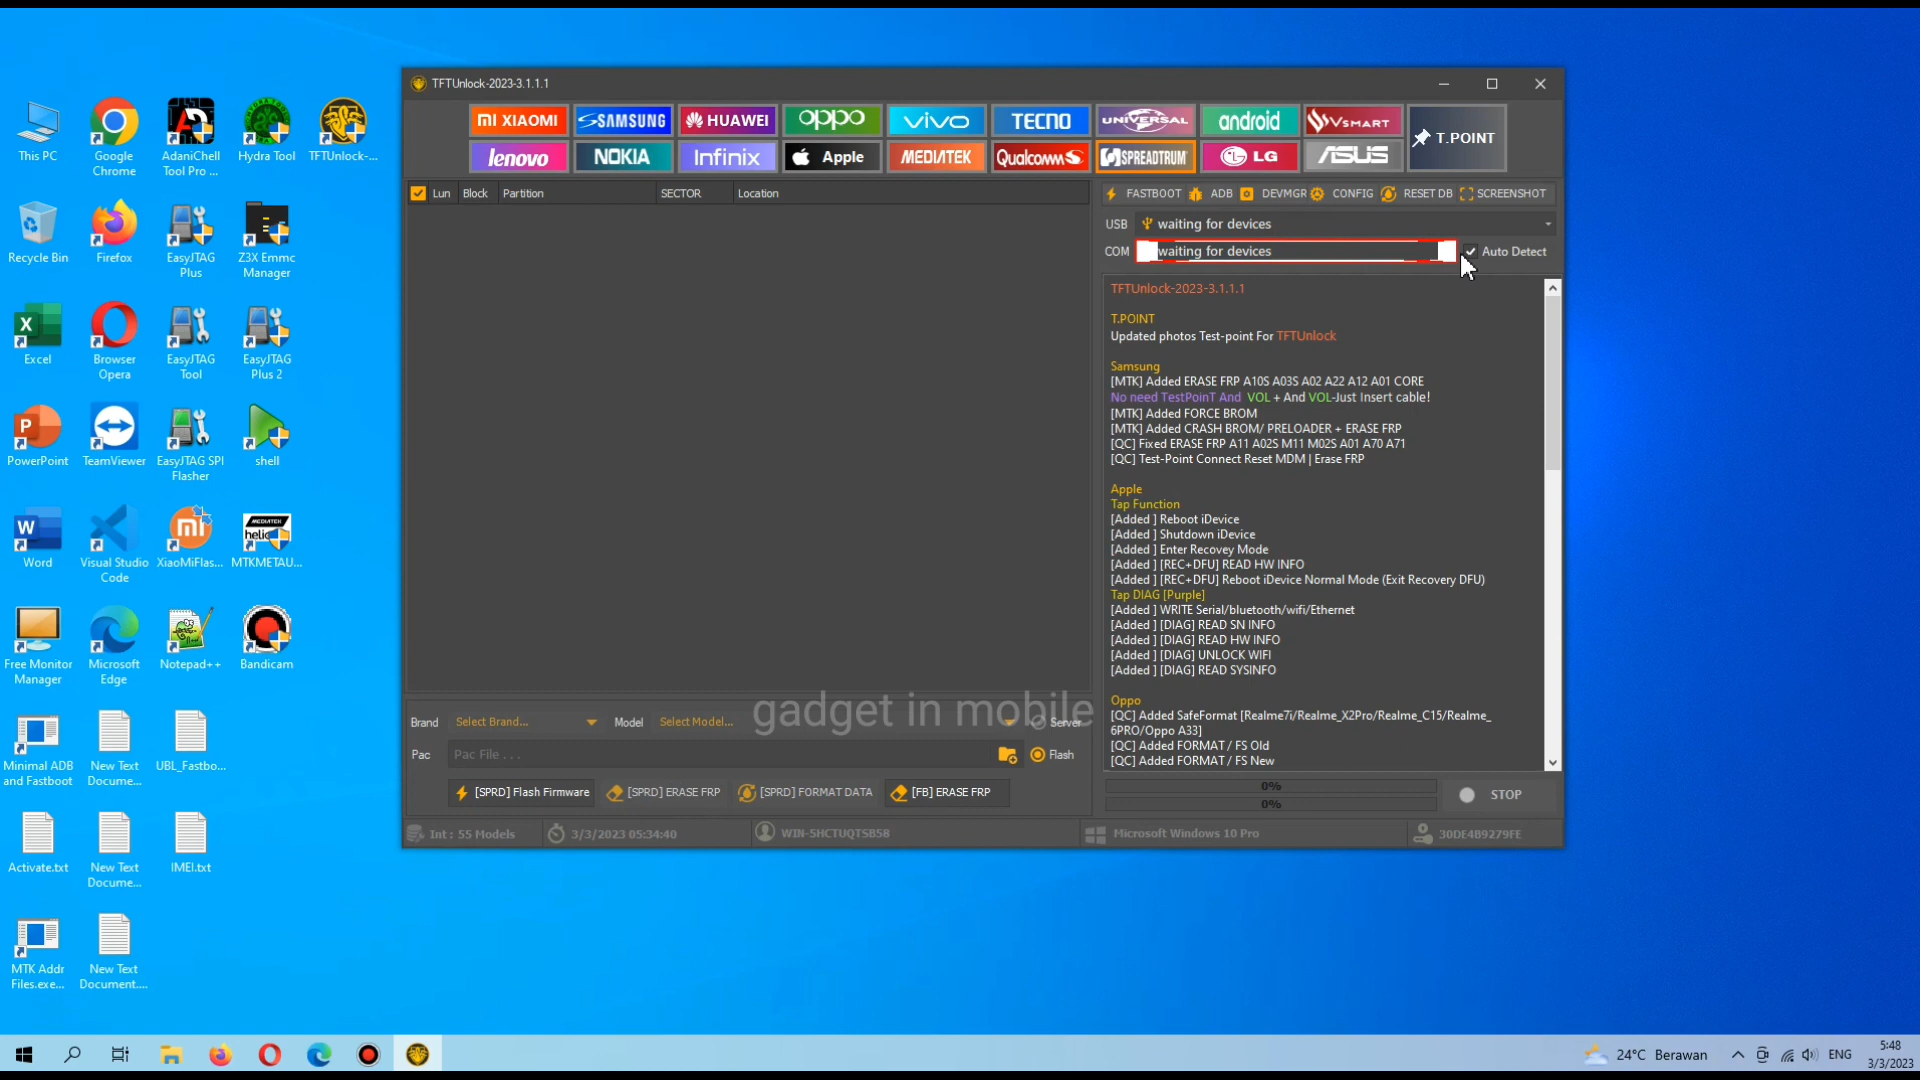 TFTUnlock-2023-3.1.1.1
XIAOMI
SAMSUNG
HUAWEI
oppo
vivo
TECNO
UNIVERSAL
android
VSMART
T.POINT
lenovo
NOKIA
Infinix
Apple
MEDIATEK
Qualcomm
SPREADTRUM
LG
ASUS
Lun Block Partition SECTOR Location
FASTBOOT ADB DEVMGR CONFIG RESET DB SCREENSHOT
USB waiting for devices
COM waiting for devices Auto Detect
TFTUnlock-2023-3.1.1.1
T.POINT
Updated photos Test-point For TFTUnlock
Samsung
[MTK] Added ERASE FRP A10S A03S A02 A22 A12 A01 CORE
No need TestPoinT And VOL + And VOL-Just Insert cable!
[MTK] Added FORCE BROM
[MTK] Added CRASH BROM/ PRELOADER + ERASE FRP
[QC] Fixed ERASE FRP A11 A02S M11 M02S A01 A70 A71
[QC] Test-Point Connect Reset MDM | Erase FRP
Apple
Tap Function
[Added ] Reboot iDevice
[Added ] Shutdown iDevice
[Added ] Enter Recovey Mode
[Added ] [REC+DFU] READ HW INFO
[Added ] [REC+DFU] Reboot iDevice Normal Mode (Exit Recovery DFU)
Tap DIAG [Purple]
[Added ] WRITE Serial/bluetooth/wifi/Ethernet
[Added ] [DIAG] READ SN INFO
[Added ] [DIAG] READ HW INFO
[Added ] [DIAG] UNLOCK WIFI
[Added ] [DIAG] READ SYSINFO
Oppo
[QC] Added SafeFormat [Realme7i/Realme_X2Pro/Realme_C15/Realme_
6PRO/Oppo A33]
[QC] Added FORMAT / FS Old
[QC] Added FORMAT / FS New
gadget in mobile
Brand Select Brand... Model Select Model... Server
Pac Pac File . . . Flash
[SPRD] Flash Firmware [SPRD] ERASE FRP [SPRD] FORMAT DATA [FB] ERASE FRP
0%
0%
STOP
Int : 55 Models 3/3/2023 05:34:40 WIN-5HCTUQTSB58 Microsoft Windows 10 Pro 30DE4B9279FE
This PC
Google
Chrome
AdaniChell
Tool Pro ...
Hydra Tool
TFTUnlock-...
Recycle Bin
Firefox
EasyJTAG
Plus
Z3X Emmc
Manager
Excel
Browser
Opera
EasyJTAG
Tool
EasyJTAG
Plus 2
PowerPoint
TeamViewer
EasyJTAG SPI
Flasher
shell
Word
Visual Studio
Code
XiaoMiFlas...
MTKMETAU...
Free Monitor
Manager
Microsoft
Edge
Notepad++
Bandicam
Minimal ADB
and Fastboot
New Text
Docume...
UBL_Fastbo...
Activate.txt
New Text
Docume...
IMEI.txt
MTK Addr
Files.exe...
New Text
Document....
24°C Berawan
ENG
5:48
3/3/2023